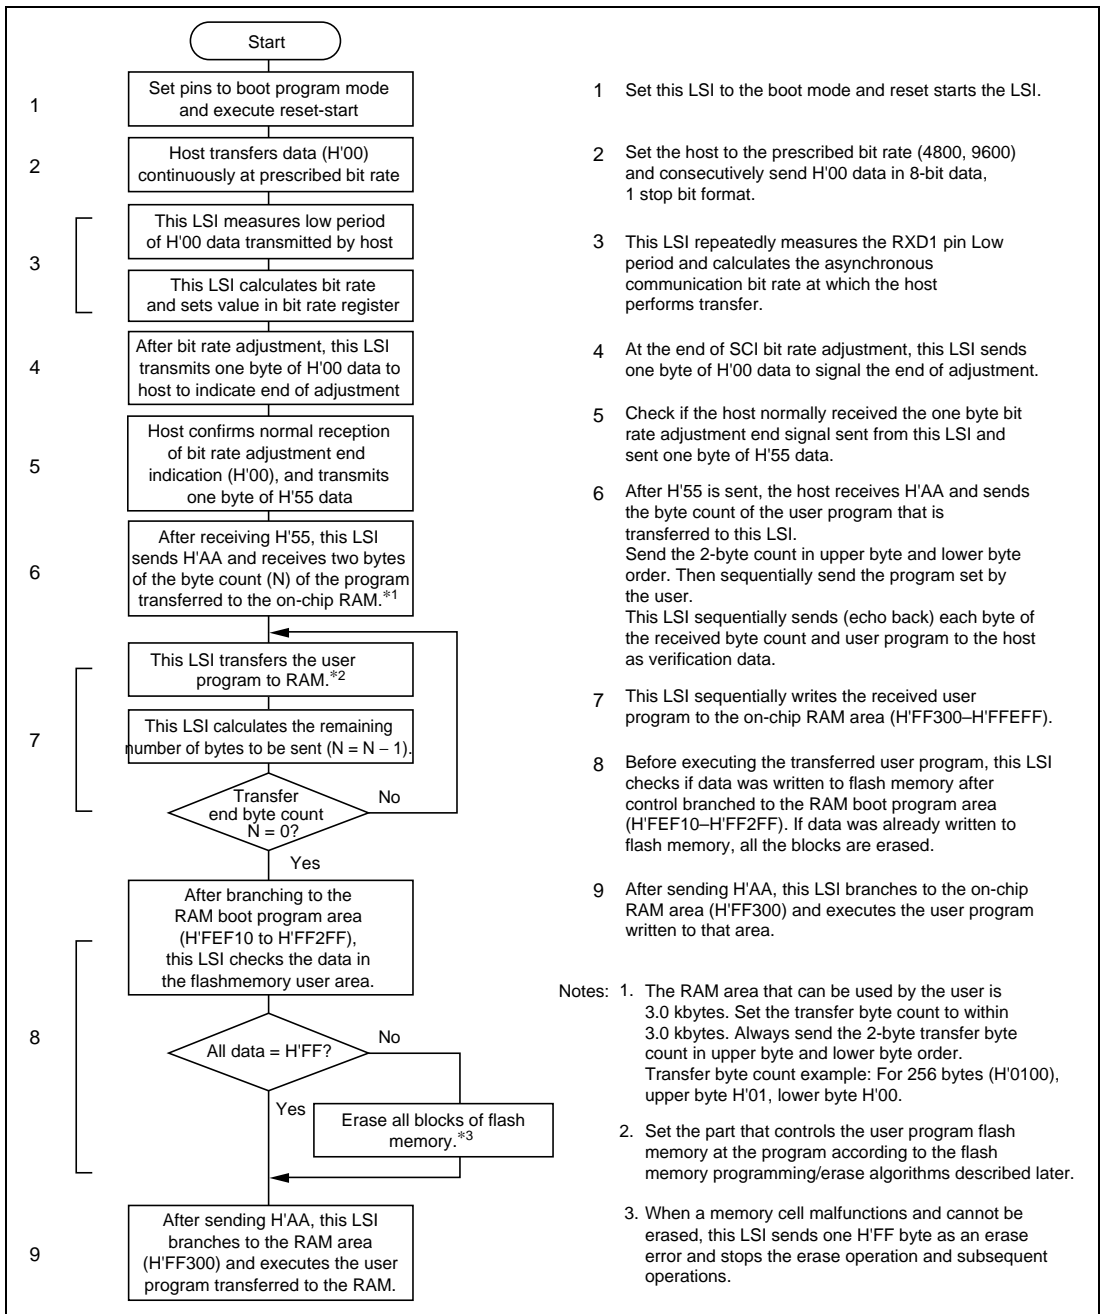 Start
1
Set pins to boot program mode
and execute reset-start
2
Host transfers data (H'00)
continuously at prescribed bit rate
3
This LSI measures low period
of H'00 data transmitted by host
This LSI calculates bit rate
and sets value in bit rate register
4
After bit rate adjustment, this LSI
transmits one byte of H'00 data to
host to indicate end of adjustment
5
Host confirms normal reception
of bit rate adjustment end
indication (H'00), and transmits
one byte of H'55 data
6
After receiving H'55, this LSI
sends H'AA and receives two bytes
of the byte count (N) of the program
transferred to the on-chip RAM.*1
7
This LSI transfers the user
program to RAM.*2
This LSI calculates the remaining
number of bytes to be sent (N = N − 1).
Transfer
end byte count
N = 0?
No
Yes
8
After branching to the
RAM boot program area
(H'FEF10 to H'FF2FF),
this LSI checks the data in
the flashmemory user area.
All data = H'FF?
No
Yes
Erase all blocks of flash
memory.*3
9
After sending H'AA, this LSI
branches to the RAM area
(H'FF300) and executes the user
program transferred to the RAM.
1 Set this LSI to the boot mode and reset starts the LSI.
2 Set the host to the prescribed bit rate (4800, 9600)
and consecutively send H'00 data in 8-bit data,
1 stop bit format.
3 This LSI repeatedly measures the RXD1 pin Low
period and calculates the asynchronous
communication bit rate at which the host
performs transfer.
4 At the end of SCI bit rate adjustment, this LSI sends
one byte of H'00 data to signal the end of adjustment.
5 Check if the host normally received the one byte bit
rate adjustment end signal sent from this LSI and
sent one byte of H'55 data.
6 After H'55 is sent, the host receives H'AA and sends
the byte count of the user program that is
transferred to this LSI.
Send the 2-byte count in upper byte and lower byte
order. Then sequentially send the program set by
the user.
This LSI sequentially sends (echo back) each byte of
the received byte count and user program to the host
as verification data.
7 This LSI sequentially writes the received user
program to the on-chip RAM area (H'FF300–H'FFEFF).
8 Before executing the transferred user program, this LSI
checks if data was written to flash memory after
control branched to the RAM boot program area
(H'FEF10–H'FF2FF). If data was already written to
flash memory, all the blocks are erased.
9 After sending H'AA, this LSI branches to the on-chip
RAM area (H'FF300) and executes the user program
written to that area.
Notes: 1. The RAM area that can be used by the user is
3.0 kbytes. Set the transfer byte count to within
3.0 kbytes. Always send the 2-byte transfer byte
count in upper byte and lower byte order.
Transfer byte count example: For 256 bytes (H'0100),
upper byte H'01, lower byte H'00.
2. Set the part that controls the user program flash
memory at the program according to the flash
memory programming/erase algorithms described later.
3. When a memory cell malfunctions and cannot be
erased, this LSI sends one H'FF byte as an erase
error and stops the erase operation and subsequent
operations.